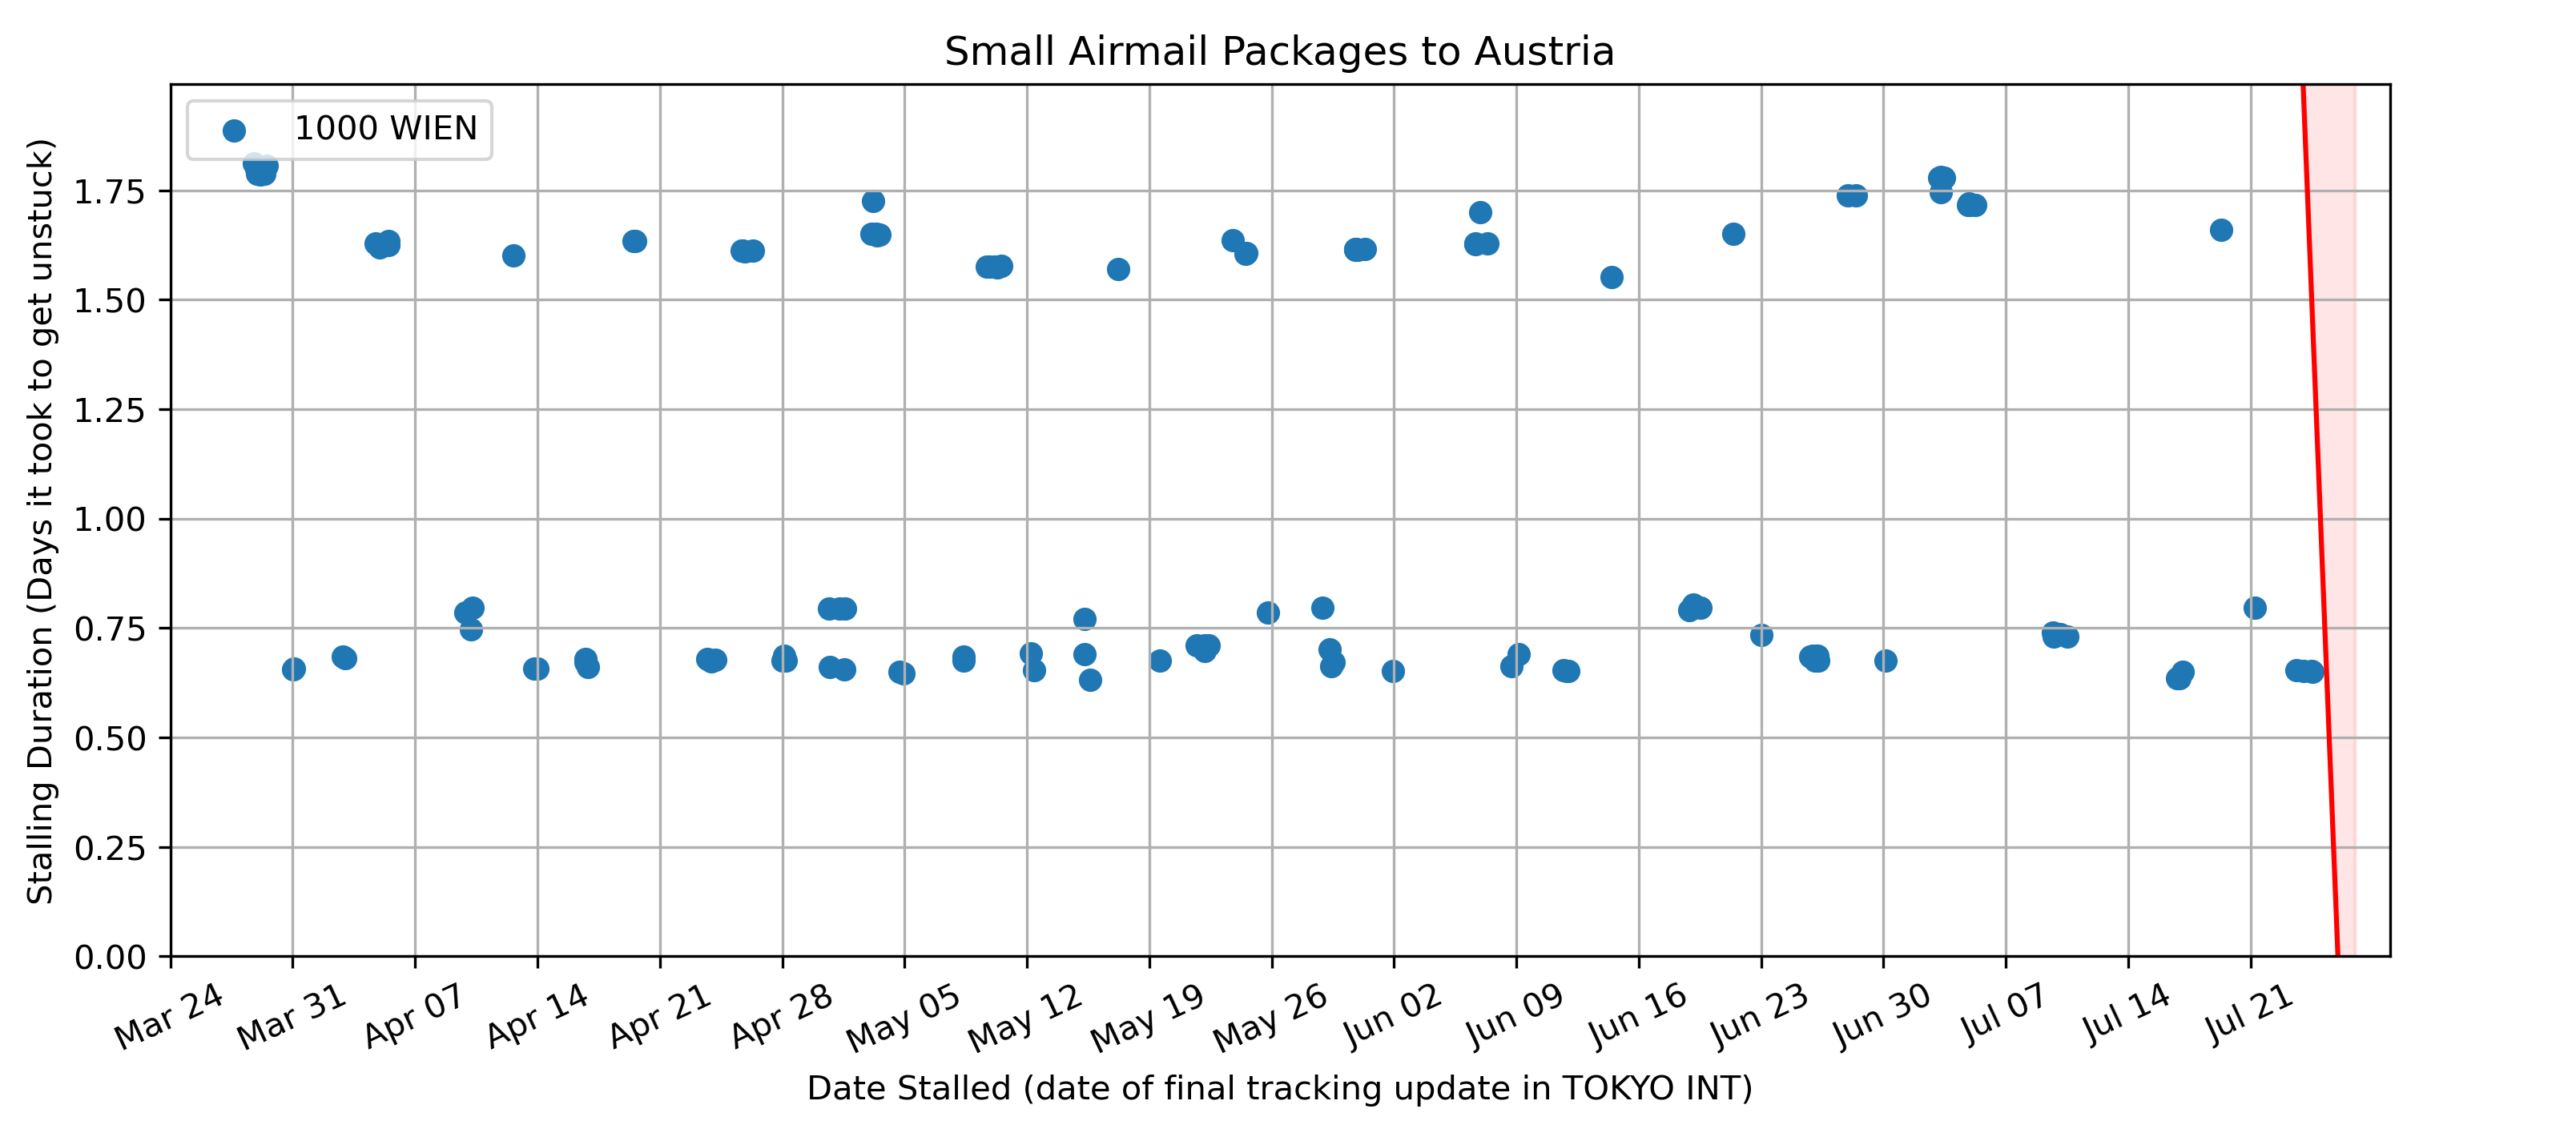 Small Airmail Packages to Austria
1000 WIEN
Stalling Duration (Days it took to get unstuck)
1.75
1.50
1.25
1.00
0.75
0.50
0.25
0.00
Mar 24 Mar 31 Apr 07 Apr 14 Apr 21 Apr 28 May 05 May 12 May 19 May 26 Jun 02 Jun 09 Jun 16 Jun 23 Jun 30 Jul 07 Jul 14 Jul 21
Date Stalled (date of final tracking update in TOKYO INT)